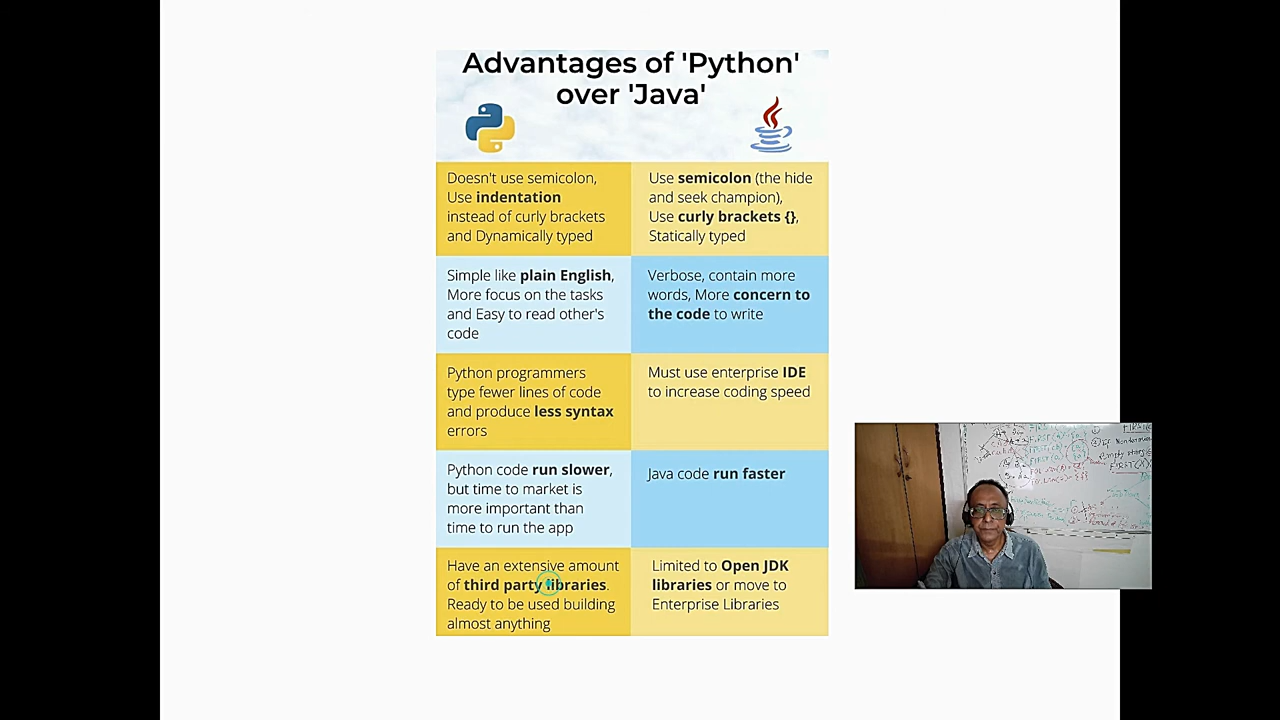 Advantages of 'Python'
over 'Java'
Doesn't use semicolon,
Use indentation
instead of curly brackets
and Dynamically typed
Use semicolon (the hide
and seek champion),
Use curly brackets {},
Statically typed
Simple like plain English,
More focus on the tasks
and Easy to read other's
code
Verbose, contain more
words, More concern to
the code to write
Python programmers
type fewer lines of code
and produce less syntax
errors
Must use enterprise IDE
to increase coding speed
Python code run slower,
but time to market is
more important than
time to run the app
Java code run faster
Have an extensive amount
of third party libraries.
Ready to be used building
almost anything
Limited to Open JDK
libraries or move to
Enterprise Libraries